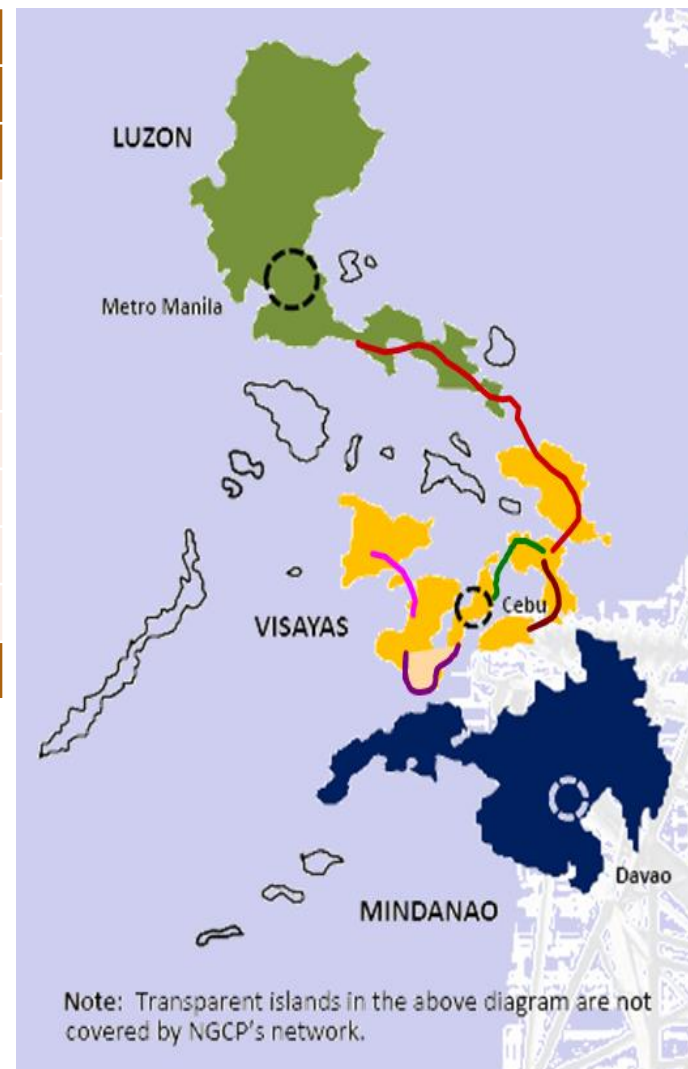 LUZON
Metro Manila
Cebu
VISAYAS
Davao
MINDANAO
Note: Transparent islands in the above diagram are not
covered by NGCP's network.